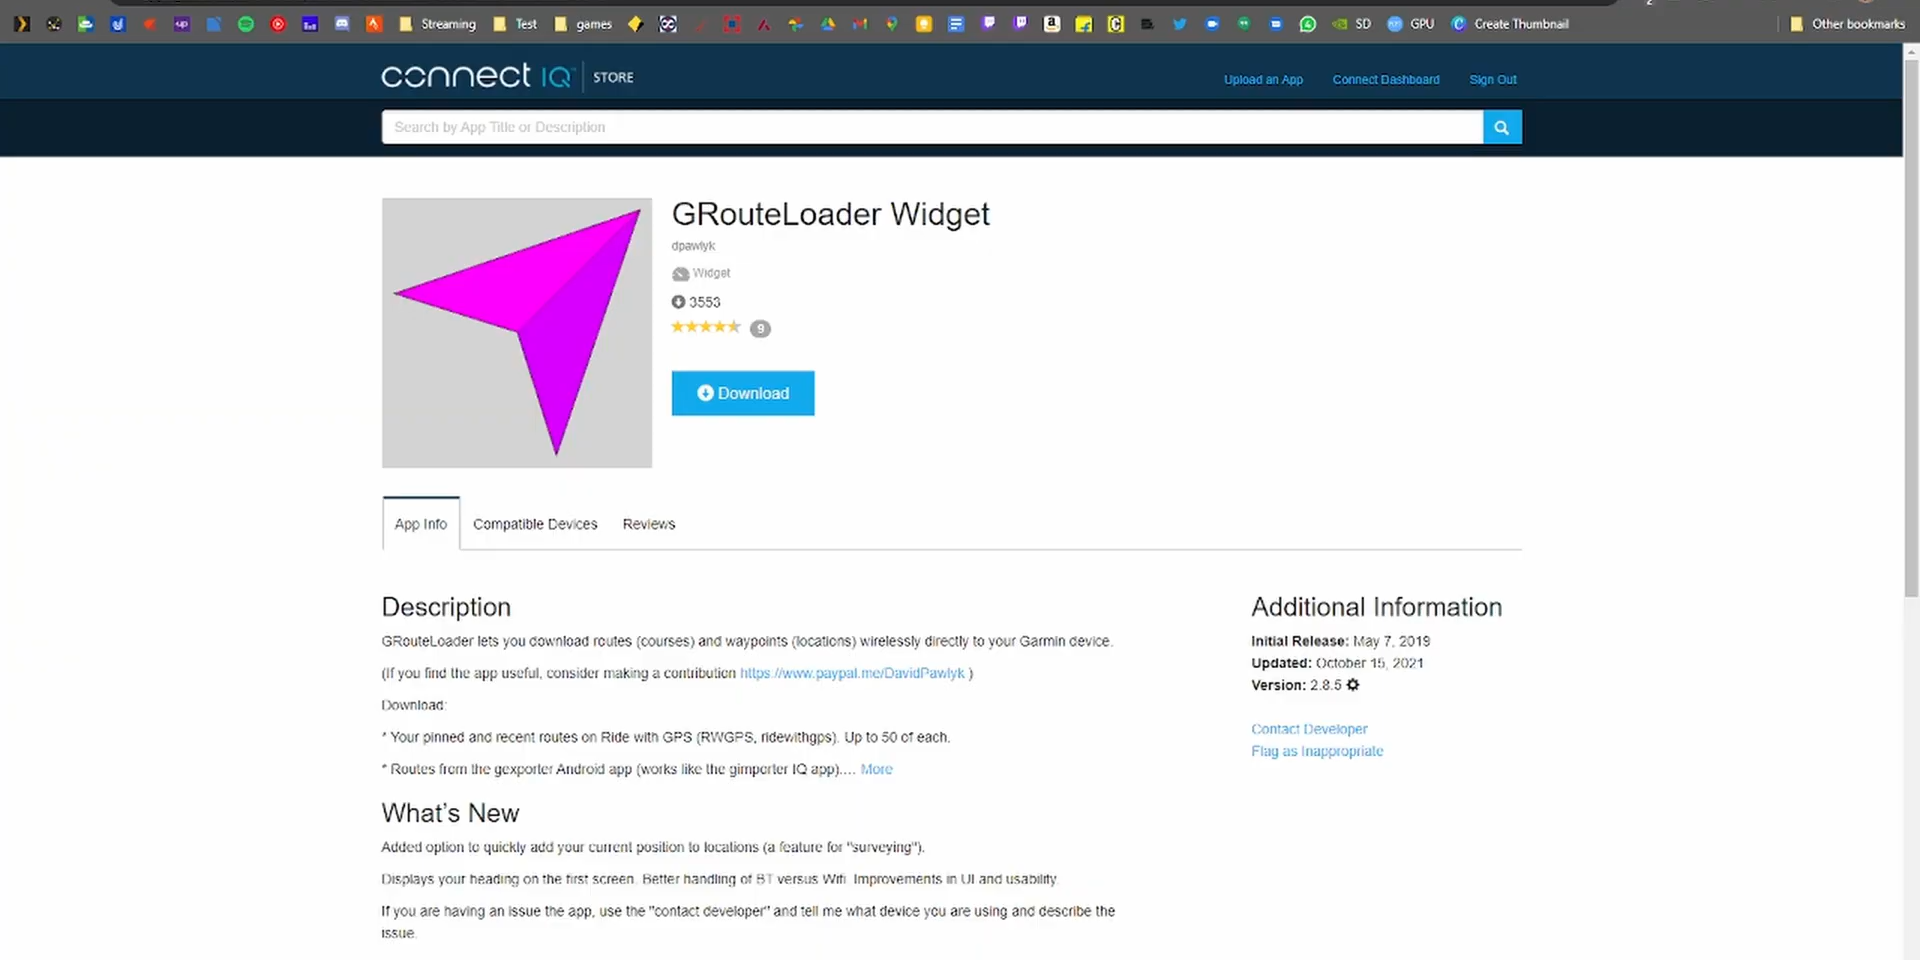 Streaming Test games SD GPU Create Thumbnail Other bookmarks
connect IQ STORE
Upload an App Connect Dashboard Sign Out
Search by App Title or Description
GRouteLoader Widget
dpawlyk
Widget
3553
9
Download
App Info Compatible Devices Reviews
Description
GRouteLoader lets you download routes (courses) and waypoints (locations) wirelessly directly to your Garmin device.
(If you find the app useful, consider making a contribution https://www.paypal.me/DavidPawlyk )
Download:
* Your pinned and recent routes on Ride with GPS (RWGPS, ridewithgps). Up to 50 of each.
* Routes from the gexporter Android app (works like the gimporter IQ app).... More
What's New
Added option to quickly add your current position to locations (a feature for "surveying").
Displays your heading on the first screen. Better handling of BT versus Wifi. Improvements in UI and usability.
If you are having an issue the app, use the "contact developer" and tell me what device you are using and describe the
issue.
Additional Information
Initial Release: May 7, 2019
Updated: October 15, 2021
Version: 2.8.5
Contact Developer
Flag as Inappropriate